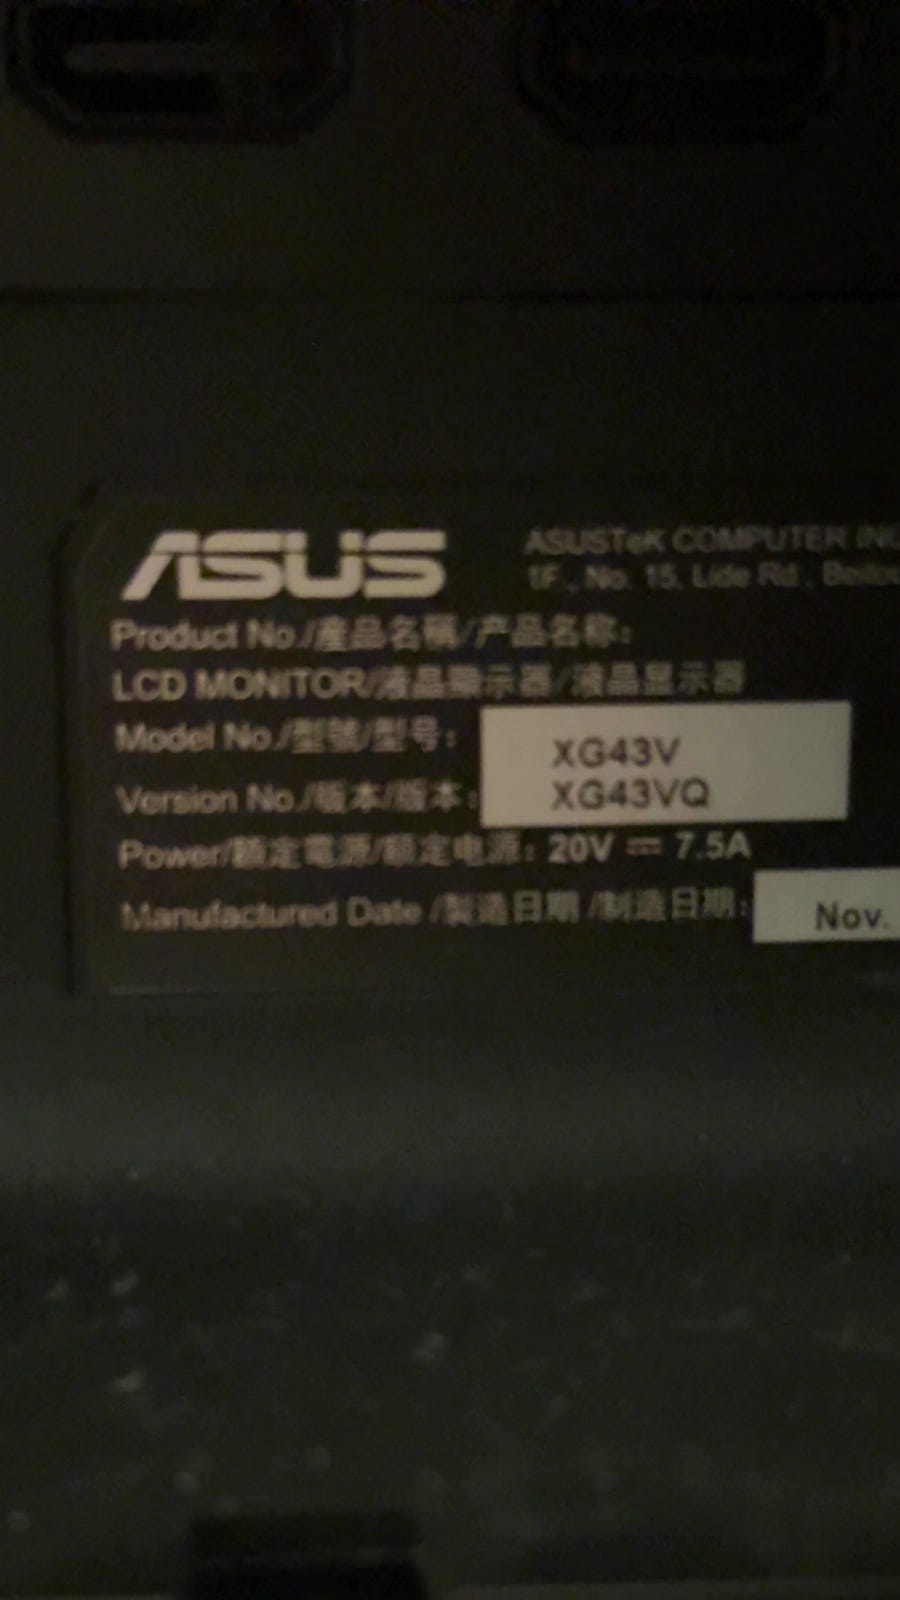 ASUS
ASUSTeK COMPUTER INC
1F., No. 15, Lide Rd., Beitou
Product No./產品名稱/产品名称:
LCD MONITOR/液晶顯示器/液晶显示器
Model No./型號/型号: XG43V
Version No./版本/版本: XG43VQ
Power/額定電源/额定电源: 20V ⎓ 7.5A
Manufactured Date /製造日期 /制造日期: Nov.